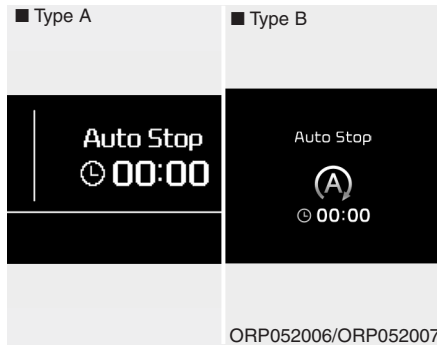 ■ Type A
Auto Stop
00:00
■ Type B
Auto Stop
A
00:00
ORP052006/ORP052007